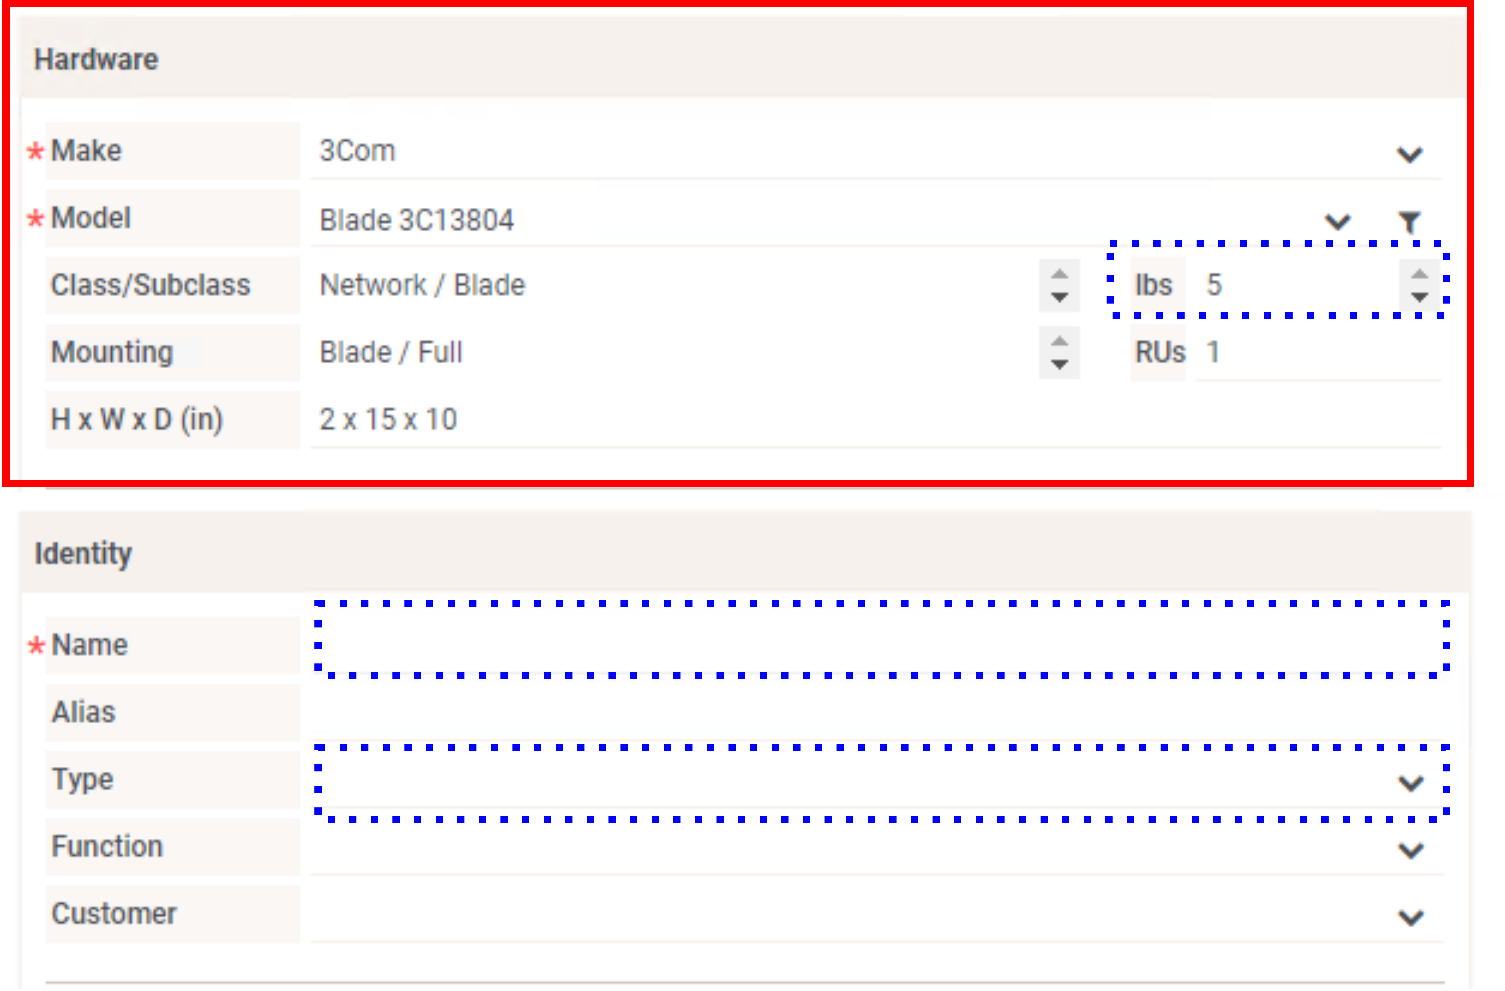 Hardware
* Make 3Com
* Model Blade 3C13804
Class/Subclass Network / Blade lbs 5
Mounting Blade / Full RUs 1
H x W x D (in) 2 x 15 x 10
Identity
* Name
Alias
Type
Function
Customer